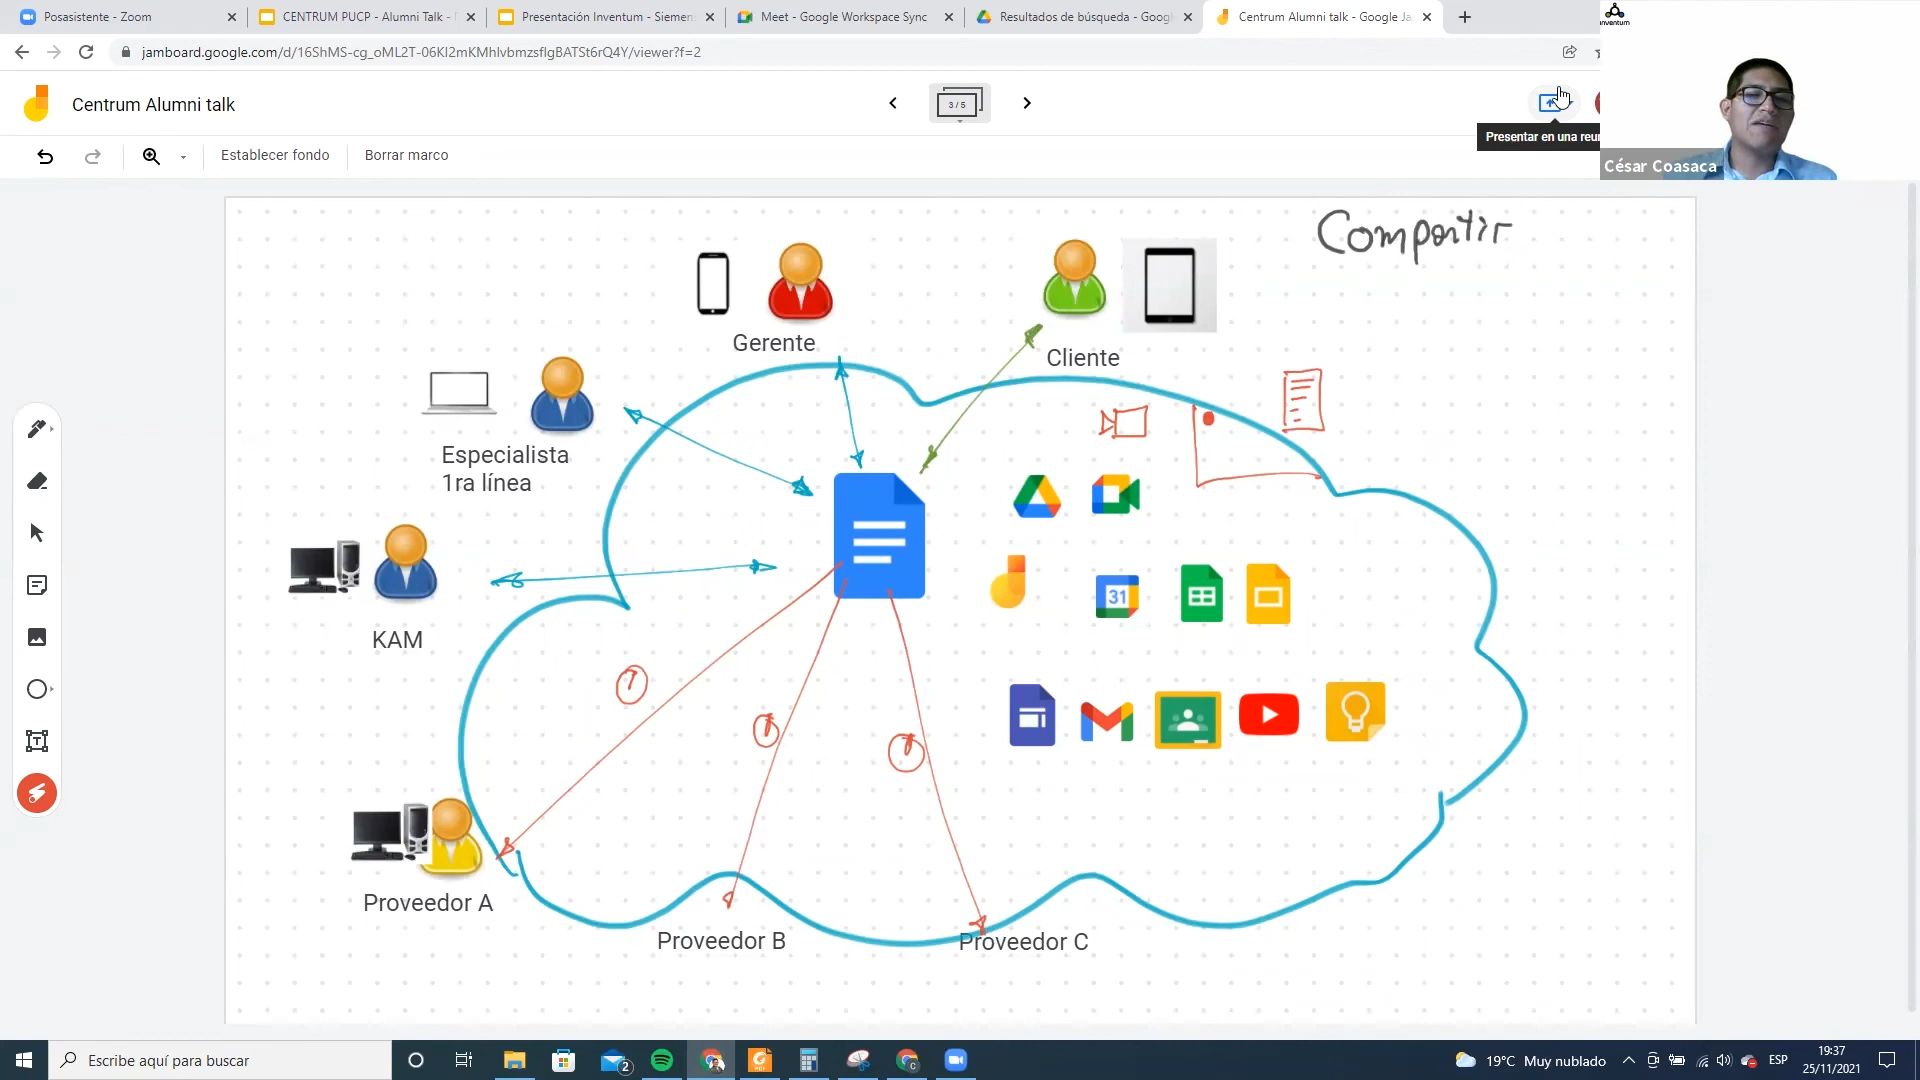 Posasistente - Zoom
CENTRUM PUCP - Alumni Talk -
Presentación Inventum - Siemen
Meet - Google Workspace Sync
Resultados de búsqueda - Googl
Centrum Alumni talk - Google Ja
inventum
jamboard.google.com/d/16ShMS-cg_oML2T-06KI2mKMhlvbmzsflgBATSt6rQ4Y/viewer?f=2
Centrum Alumni talk
3 / 5
Presentar en una reu
César Coasaca
Establecer fondo
Borrar marco
Compartir
Gerente
Cliente
Especialista
1ra línea
31
KAM
Proveedor A
Proveedor B
Proveedor C
Escribe aquí para buscar
2
19°C Muy nublado
ESP
19:37
25/11/2021